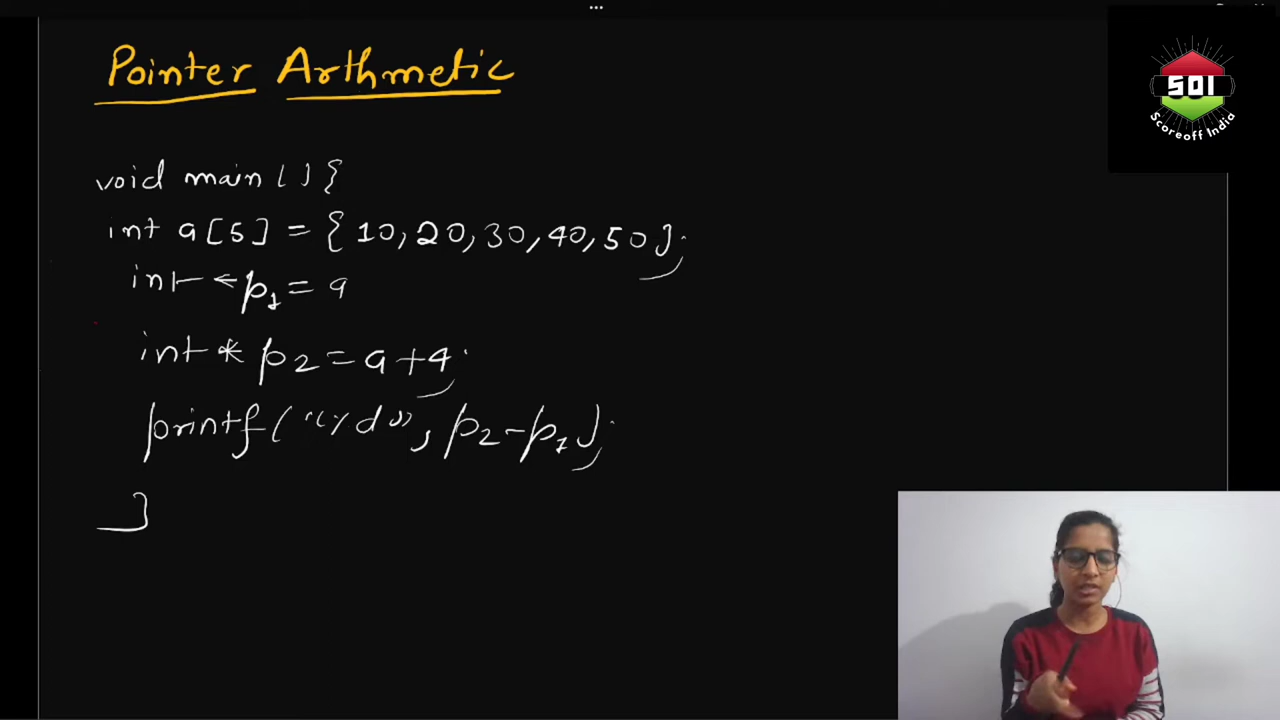 Pointer Arthmetic
SOI
Scoreoff India
void main() {
int a[5] = {10, 20, 30, 40, 50};
int *p1 = a
int * p2 = a + 4;
printf("%d", p2 - p1);
}